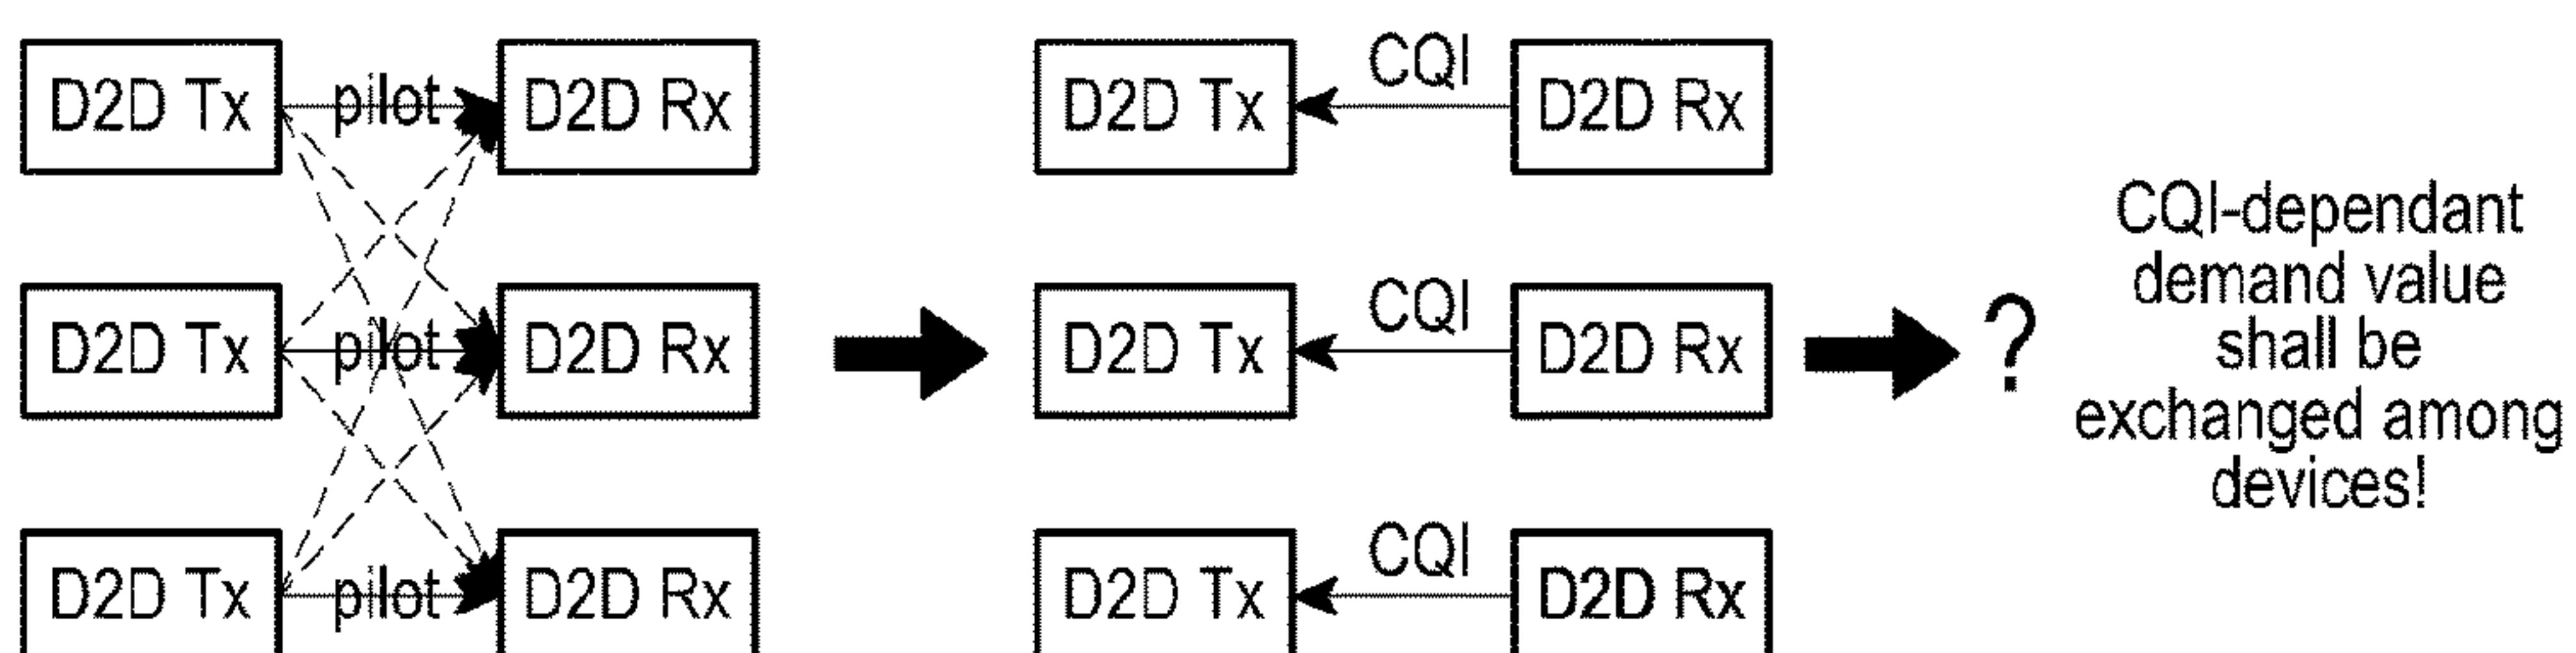 D2D Tx pilot D2D Rx
D2D Tx CQI D2D Rx
D2D Tx pilot D2D Rx
D2D Tx CQI D2D Rx
D2D Tx pilot D2D Rx
D2D Tx CQI D2D Rx
?
CQI-dependant
demand value
shall be
exchanged among
devices!